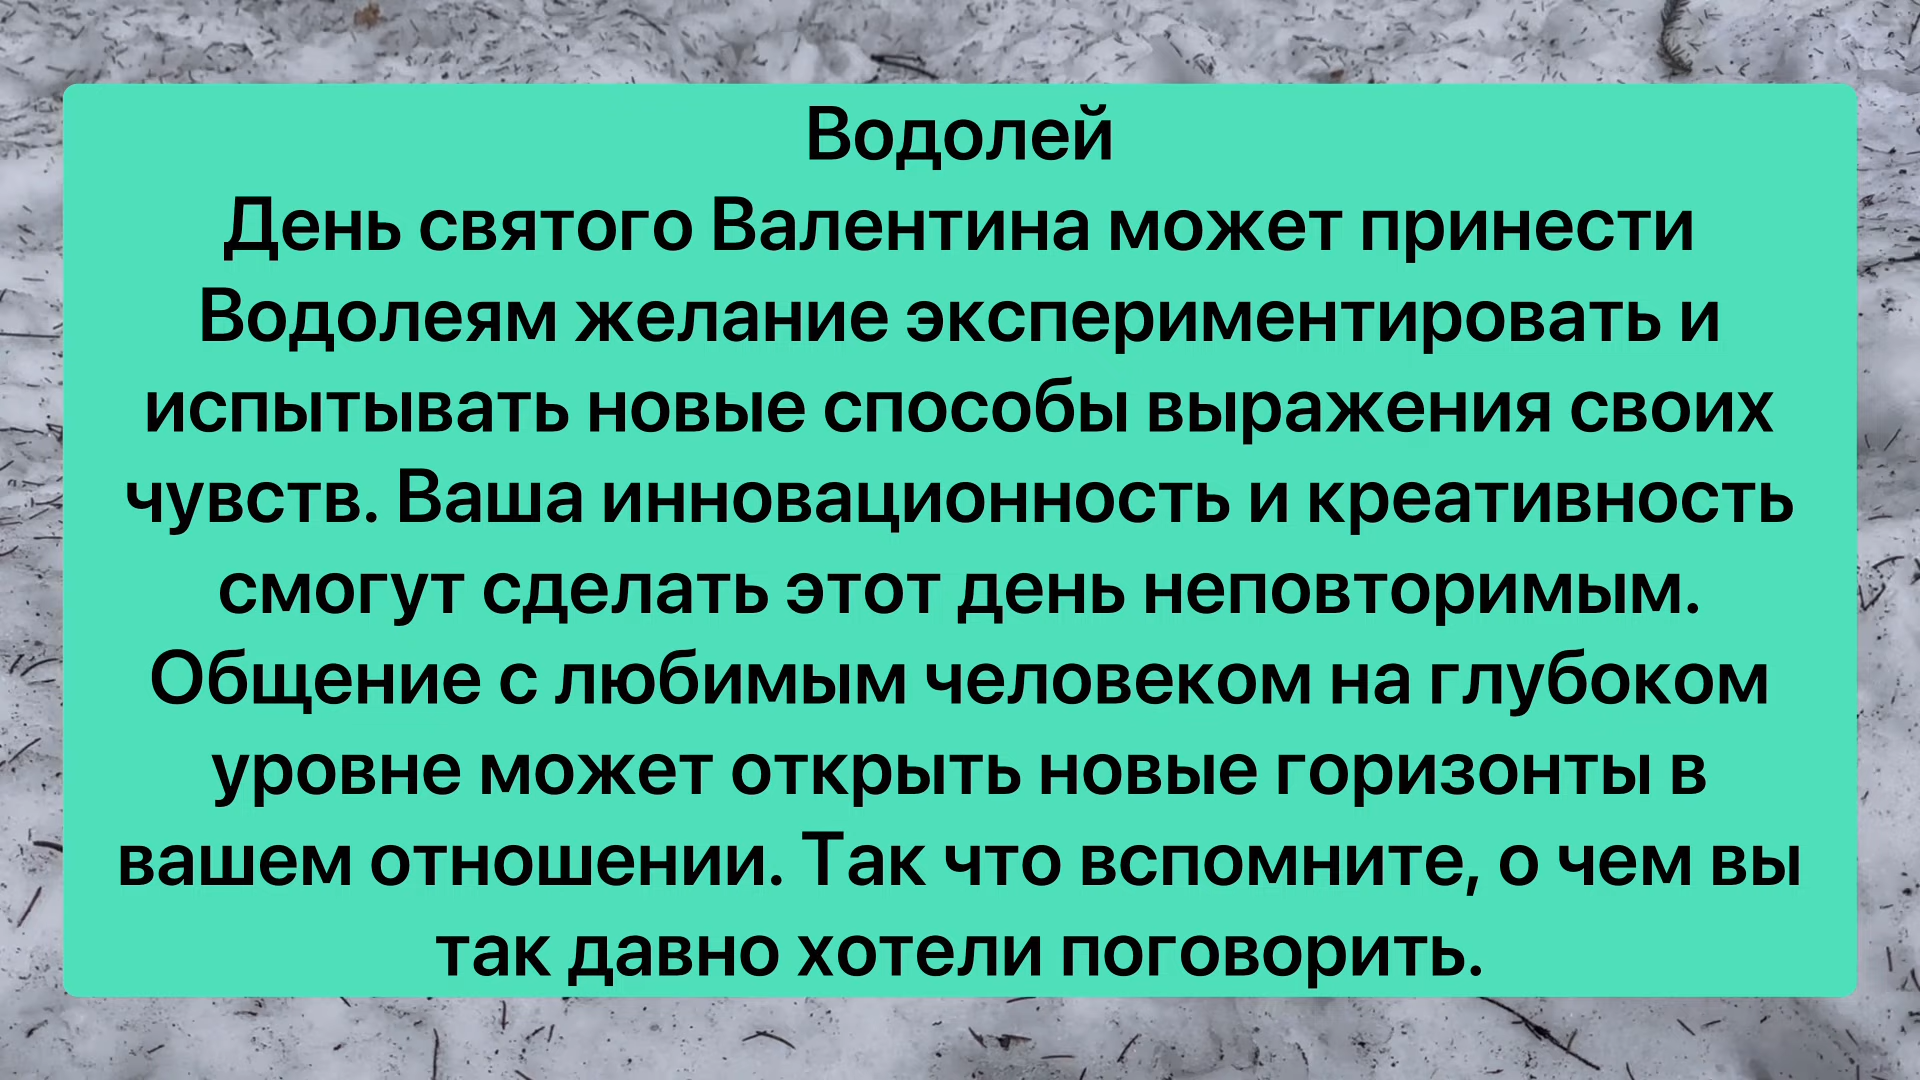 Водолей
День святого Валентина может принести
Водолеям желание экспериментировать и
испытывать новые способы выражения своих
чувств. Ваша инновационность и креативность
смогут сделать этот день неповторимым.
Общение с любимым человеком на глубоком
уровне может открыть новые горизонты в
вашем отношении. Так что вспомните, о чем вы
так давно хотели поговорить.